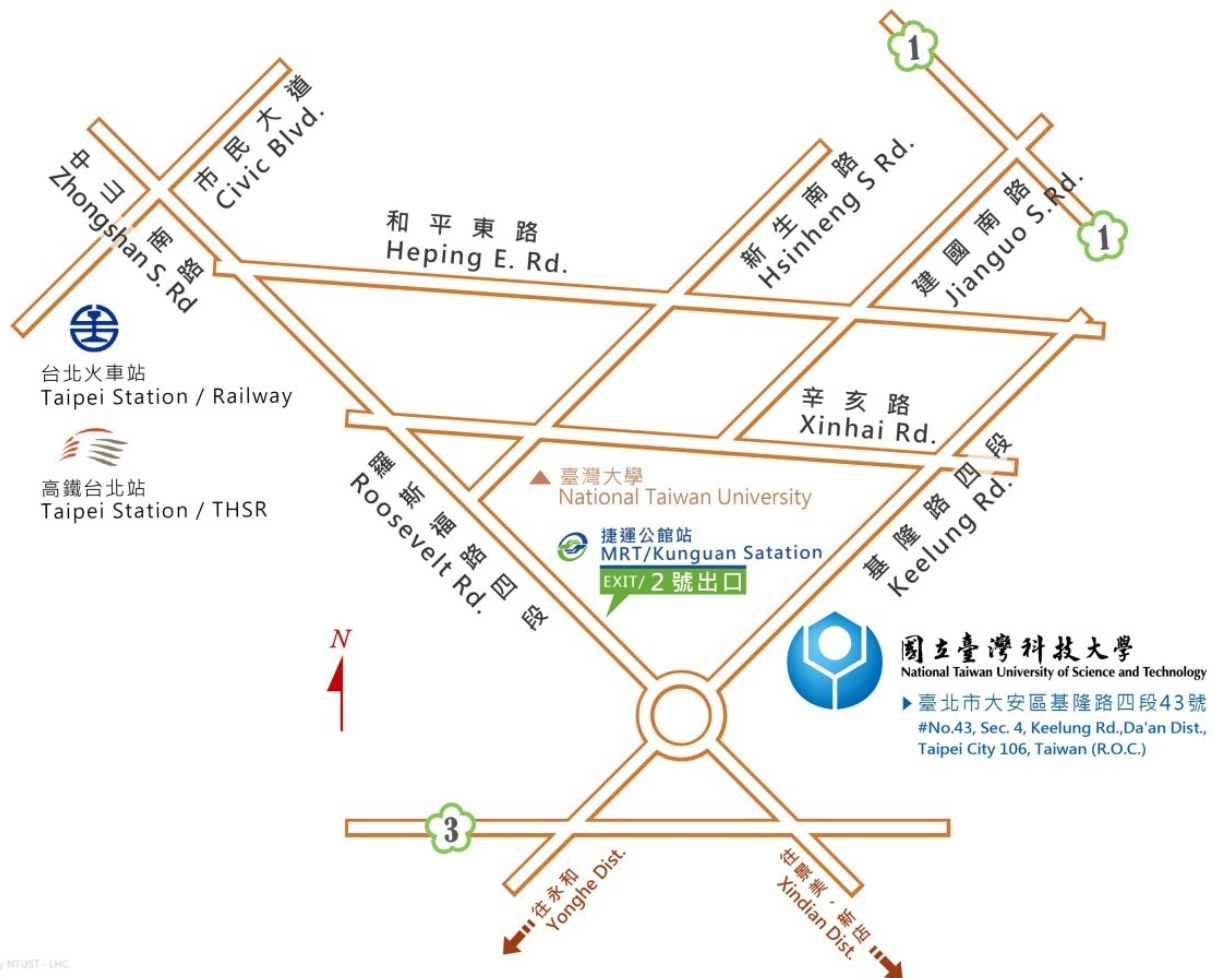 1
市民大道
Civic Blvd.
中山南路
Zhongshan S. Rd
和平東路
Heping E. Rd.
新生南路
Hsinheng S Rd.
建國南路
Jianguo S. Rd.
1
台北火車站
Taipei Station / Railway
高鐵台北站
Taipei Station / THSR
辛亥路
Xinhai Rd.
羅斯福路四段
Roosevelt Rd.
臺灣大學
National Taiwan University
捷運公館站
MRT/Kunguan Satation
EXIT/ 2 號出口
基隆路四段
Keelung Rd.
N
國立臺灣科技大學
National Taiwan University of Science and Technology
臺北市大安區基隆路四段43號
#No.43, Sec. 4, Keelung Rd.,Da'an Dist.,
Taipei City 106, Taiwan (R.O.C.)
3
往永和
Yonghe Dist.
往景美、新店
Xindian Dist.
y NTUST - LHC.